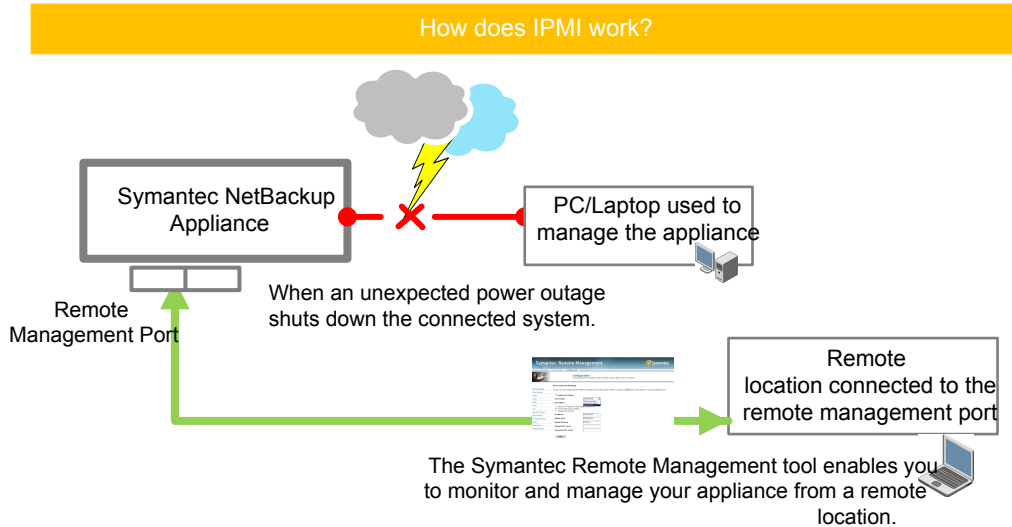 How does IPMI work?
Symantec NetBackup
Appliance
PC/Laptop used to
manage the appliance
Remote
Management Port
When an unexpected power outage
shuts down the connected system.
Symantec Remote Management
Symantec
Remote
location connected to the
remote management port
The Symantec Remote Management tool enables you
to monitor and manage your appliance from a remote
location.